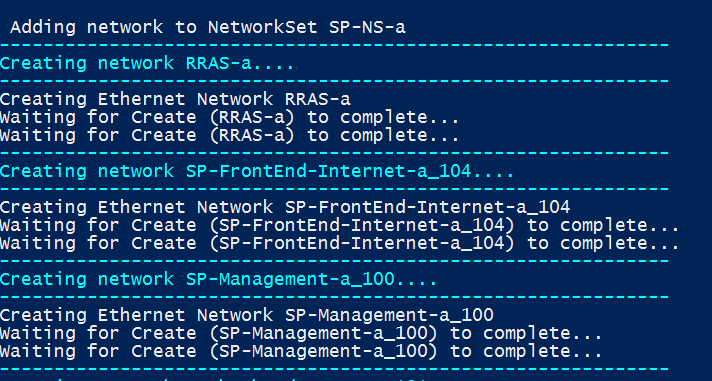 Adding network to NetworkSet SP-NS-a
-------------------------------------------------------------
Creating network RRAS-a....
-------------------------------------------------------------
Creating Ethernet Network RRAS-a
Waiting for Create (RRAS-a) to complete...
Waiting for Create (RRAS-a) to complete...
-------------------------------------------------------------
Creating network SP-FrontEnd-Internet-a_104....
-------------------------------------------------------------
Creating Ethernet Network SP-FrontEnd-Internet-a_104
Waiting for Create (SP-FrontEnd-Internet-a_104) to complete...
Waiting for Create (SP-FrontEnd-Internet-a_104) to complete...
-------------------------------------------------------------
Creating network SP-Management-a_100....
-------------------------------------------------------------
Creating Ethernet Network SP-Management-a_100
Waiting for Create (SP-Management-a_100) to complete...
Waiting for Create (SP-Management-a_100) to complete...
-------------------------------------------------------------